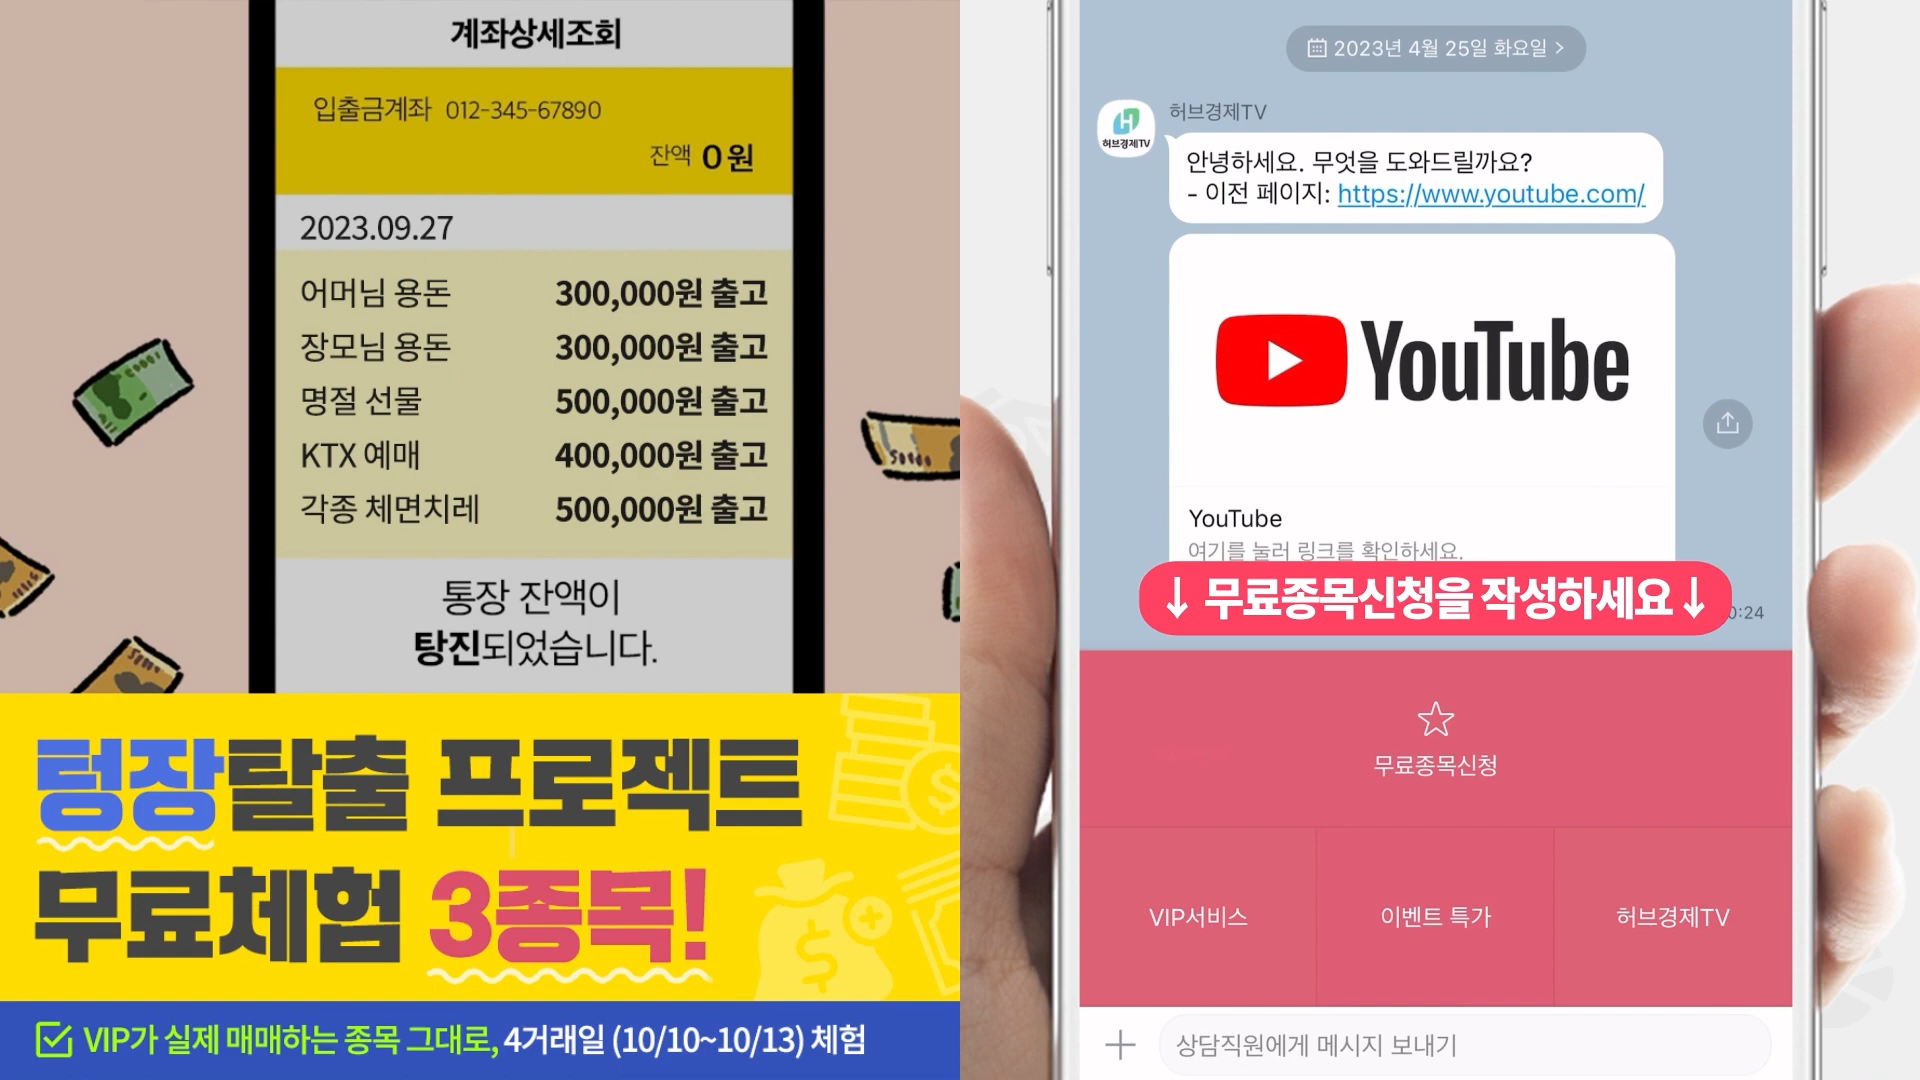 계좌상세조회
입출금계좌 012-345-67890
잔액 0원
2023.09.27
어머님 용돈 300,000원 출고
장모님 용돈 300,000원 출고
명절 선물 500,000원 출고
KTX 예매 400,000원 출고
각종 체면치레 500,000원 출고
통장 잔액이
탕진되었습니다.
텅장탈출 프로젝트
무료체험 3종목!
VIP가 실제 매매하는 종목 그대로, 4거래일 (10/10~10/13) 체험
2023년 4월 25일 화요일 >
허브경제TV
허브경제TV
안녕하세요. 무엇을 도와드릴까요?
- 이전 페이지: https://www.youtube.com/
YouTube
YouTube
여기를 눌러 링크를 확인하세요.
↓ 무료종목신청을 작성하세요 ↓
0:24
무료종목신청
VIP서비스
이벤트 특가
허브경제TV
상담직원에게 메시지 보내기